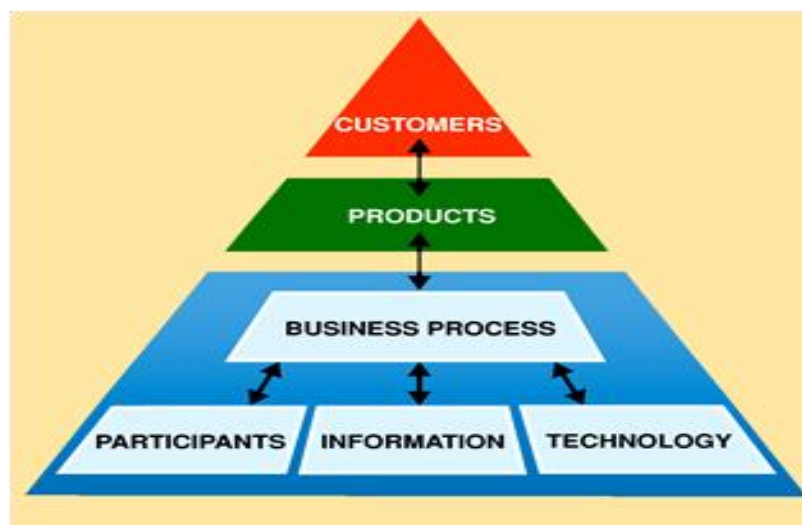 CUSTOMERS
PRODUCTS
BUSINESS PROCESS
PARTICIPANTS
INFORMATION
TECHNOLOGY